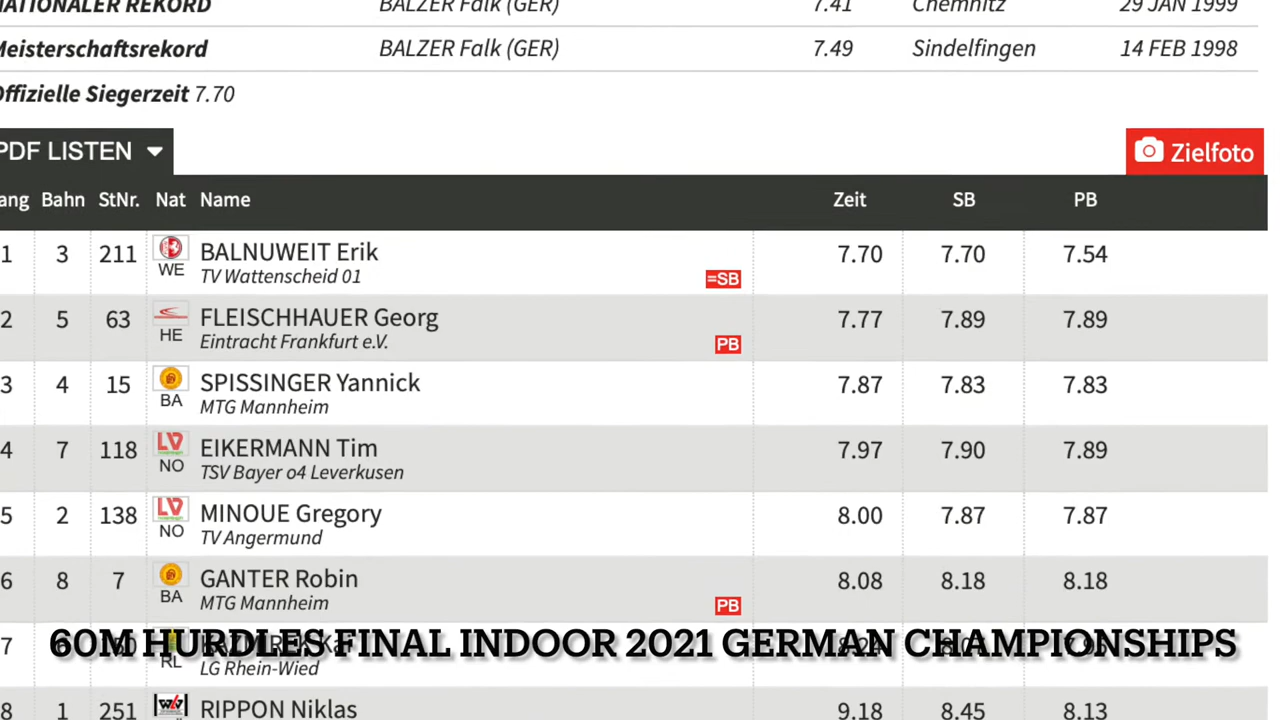 NATIONALER REKORD BALZER Falk (GER) 7.41 Chemnitz 29 JAN 1999
Meisterschaftsrekord BALZER Falk (GER) 7.49 Sindelfingen 14 FEB 1998
Offizielle Siegerzeit 7.70
PDF LISTEN
Zielfoto
ang Bahn StNr. Nat Name Zeit SB PB
1 3 211 WE BALNUWEIT Erik 7.70 7.70 7.54
TV Wattenscheid 01 =SB
2 5 63 HE FLEISCHHAUER Georg 7.77 7.89 7.89
Eintracht Frankfurt e.V. PB
3 4 15 BA SPISSINGER Yannick 7.87 7.83 7.83
MTG Mannheim
4 7 118 LV NO EIKERMANN Tim 7.97 7.90 7.89
TSV Bayer o4 Leverkusen
5 2 138 LV NO MINOUE Gregory 8.00 7.87 7.87
TV Angermund
6 8 7 BA GANTER Robin 8.08 8.18 8.18
MTG Mannheim PB
60M HURDLES FINAL INDOOR 2021 GERMAN CHAMPIONSHIPS
7 RL
LG Rhein-Wied
8 1 251 RIPPON Niklas 9.18 8.45 8.13